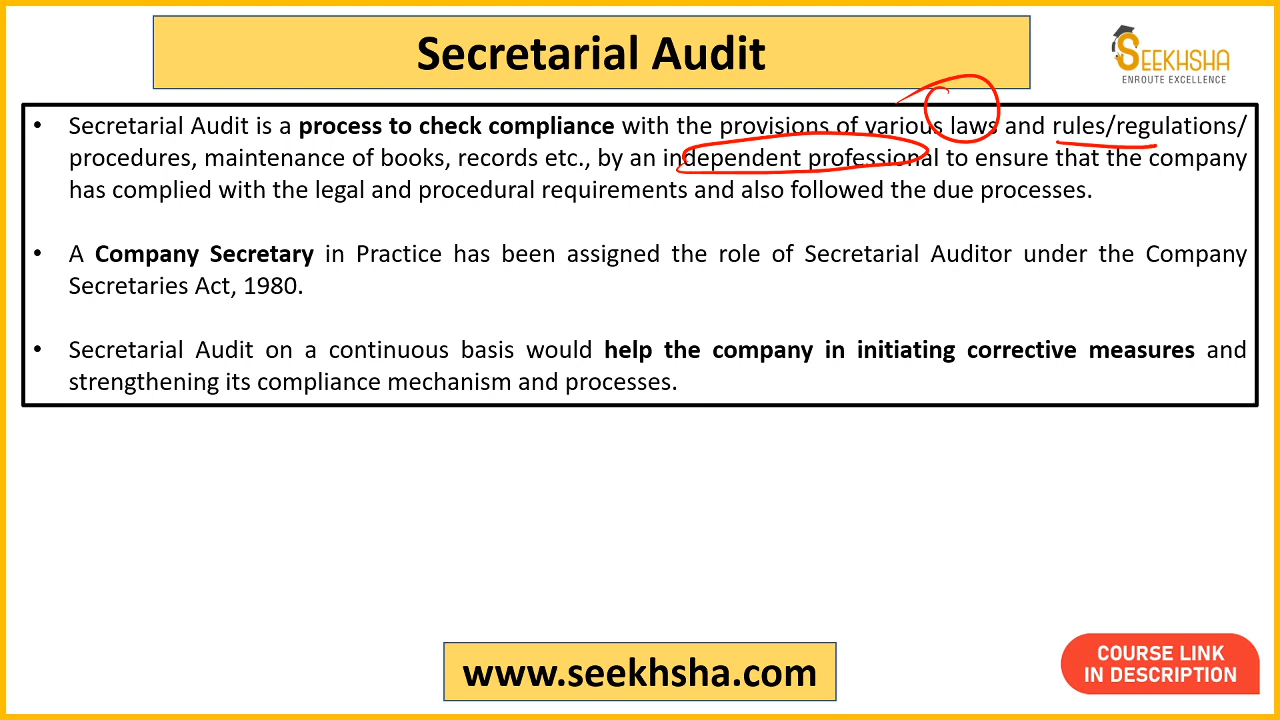 Secretarial Audit
SEEKHSHA
ENROUTE EXCELLENCE
• Secretarial Audit is a process to check compliance with the provisions of various laws and rules/regulations/
procedures, maintenance of books, records etc., by an independent professional to ensure that the company
has complied with the legal and procedural requirements and also followed the due processes.
• A Company Secretary in Practice has been assigned the role of Secretarial Auditor under the Company
Secretaries Act, 1980.
• Secretarial Audit on a continuous basis would help the company in initiating corrective measures and
strengthening its compliance mechanism and processes.
www.seekhsha.com
COURSE LINK
IN DESCRIPTION